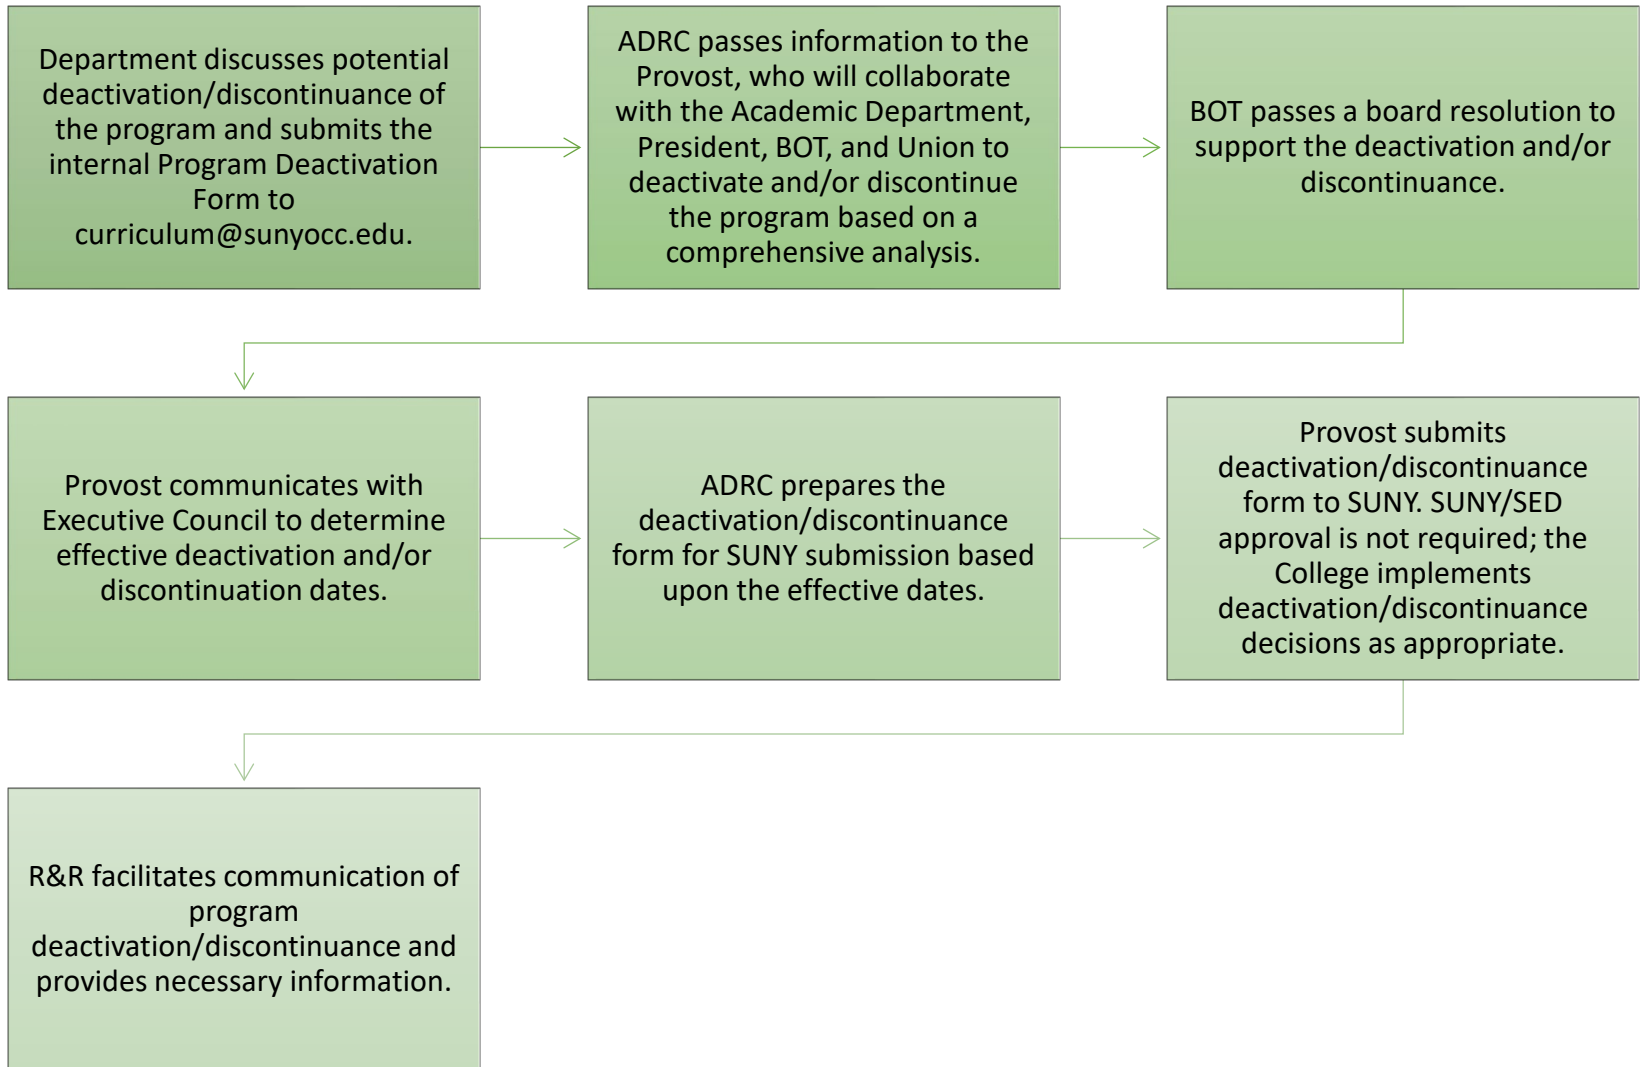 Department discusses potential
deactivation/discontinuance of
the program and submits the
internal Program Deactivation
Form to
curriculum@sunyocc.edu.
ADRC passes information to the
Provost, who will collaborate
with the Academic Department,
President, BOT, and Union to
deactivate and/or discontinue
the program based on a
comprehensive analysis.
BOT passes a board resolution to
support the deactivation and/or
discontinuance.
Provost communicates with
Executive Council to determine
effective deactivation and/or
discontinuation dates.
ADRC prepares the
deactivation/discontinuance
form for SUNY submission based
upon the effective dates.
Provost submits
deactivation/discontinuance
form to SUNY. SUNY/SED
approval is not required; the
College implements
deactivation/discontinuance
decisions as appropriate.
R&R facilitates communication of
program
deactivation/discontinuance and
provides necessary information.